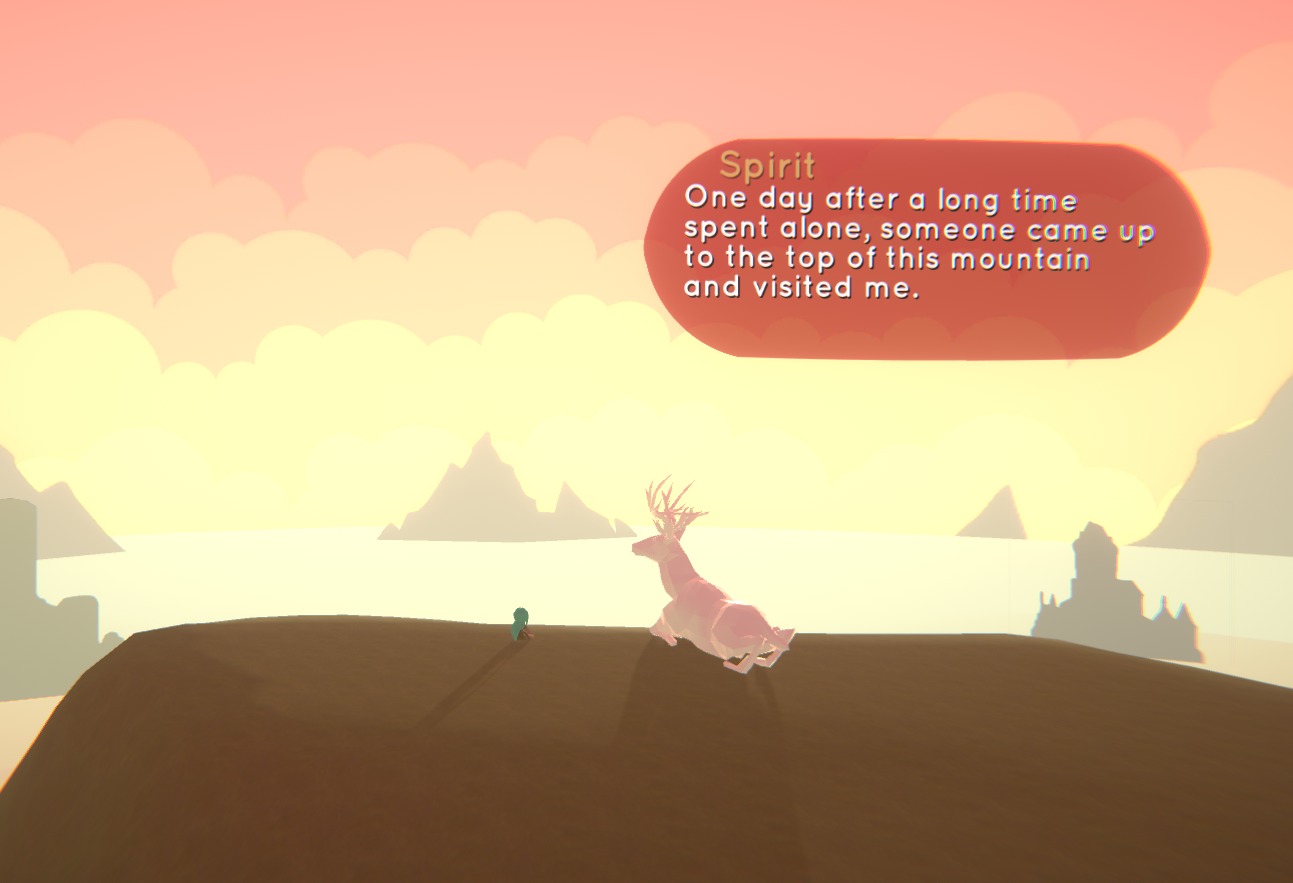 Spirit
One day after a long time
spent alone, someone came up
to the top of this mountain
and visited me.